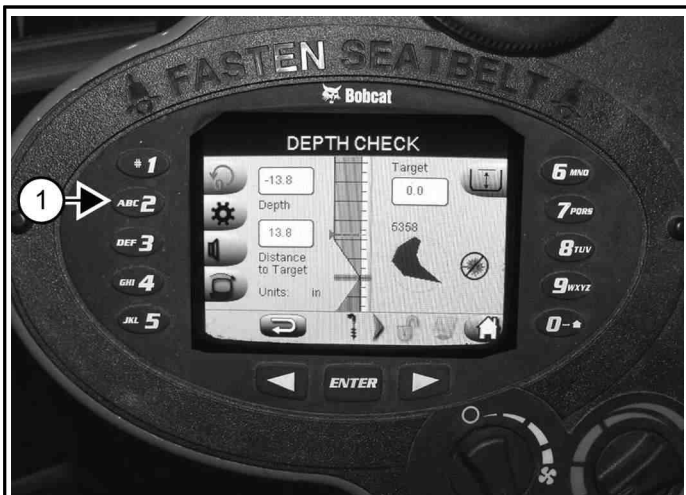 FASTEN SEATBELT
Bobcat
DEPTH CHECK
#1
ABC 2
DEF 3
GHI 4
JKL 5
1
-13.8
Depth
13.8
Distance
to Target
Units: in
Target
0.0
5358
6 MNO
7 PQRS
8 TUV
9 WXYZ
0-
ENTER